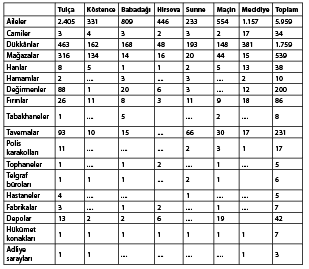 Tulça Köstence Babadağı Hırsova Sunne Maçin Mecidiye Toplam
Aileler 2.405 331 809 446 233 554 1.157 5.959
Camiler 3 4 3 2 3 2 17 34
Dükkânlar 463 162 168 48 193 148 381 1.759
Mağazalar 316 134 14 16 20 44 15 539
Hanlar 8 5 1 1 2 5 13 38
Hamamlar 2 ... 3 ... 3 ... 2 10
Değirmenler 88 1 20 6 3 ... 12 200
Fırınlar 26 11 8 3 11 9 18 86
Tabakhaneler 1 ... 5 ... 2 ... 8
Tavernalar 93 10 15 ... 66 30 17 231
Polis
karakolları 11 ... ... ... 2 3 1 17
Tophaneler 1 ... 1 2 ... 1 ... 5
Telgraf
büroları 1 1 1 ... 2 1 6
Hastaneler 4 ... ... 1 ... ... 5
Fabrikalar 3 ... 1 2 ... 1 ... 7
Depolar 13 2 2 6 ... 19 42
Hükümet
konakları 1 1 1 1 1 1 1 7
Adliye
sarayları 1 1 ... ... ... ... 1 3